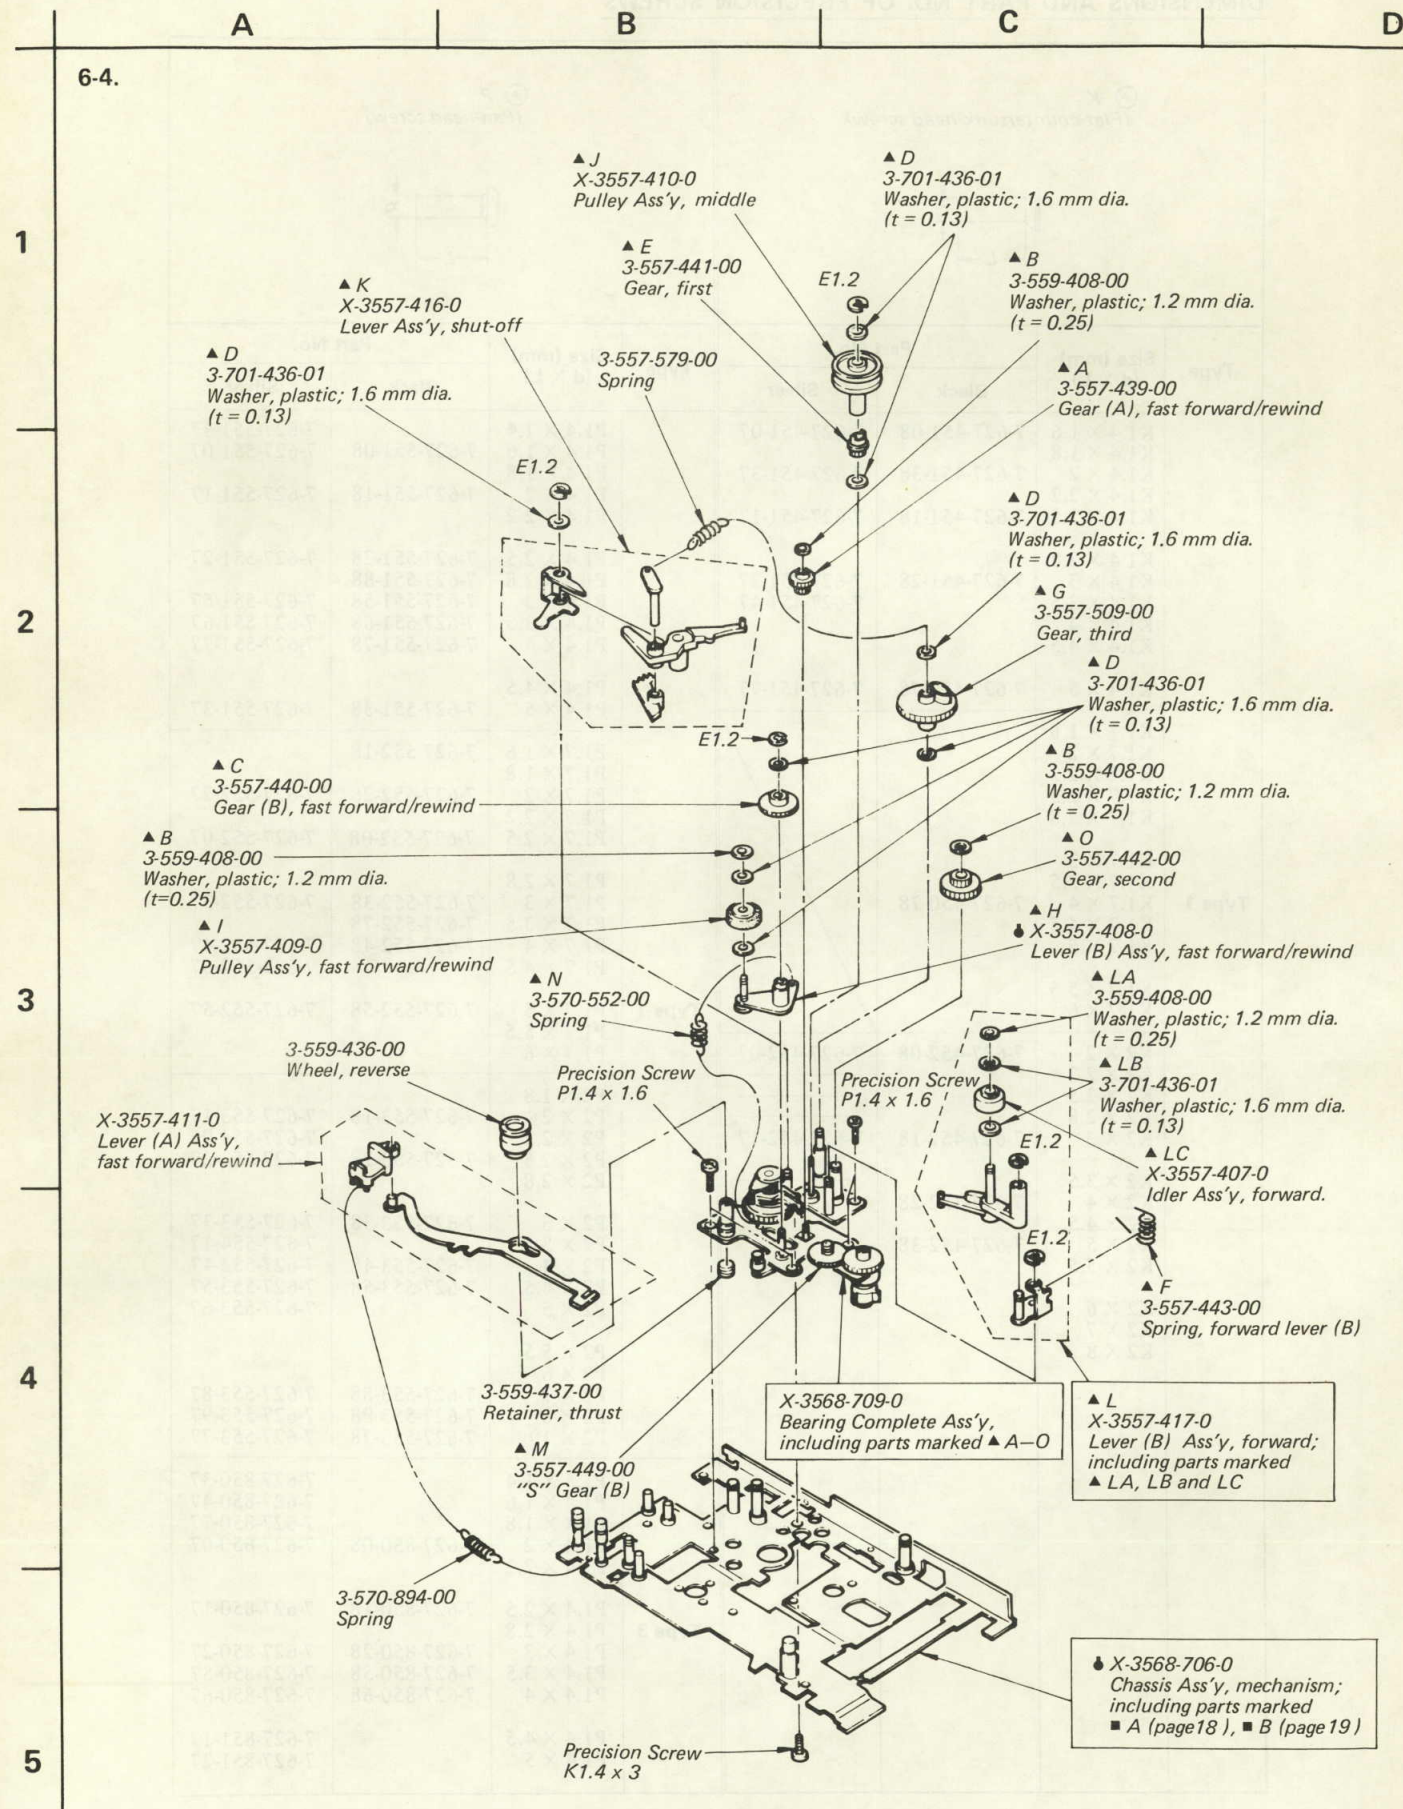 A
B
C
D
6-4.
1
2
3
4
5
▲ J
X-3557-410-0
Pulley Ass'y, middle
▲ D
3-701-436-01
Washer, plastic; 1.6 mm dia.
(t = 0.13)
▲ E
3-557-441-00
Gear, first
E1.2
▲ B
3-559-408-00
Washer, plastic; 1.2 mm dia.
(t = 0.25)
▲ K
X-3557-416-0
Lever Ass'y, shut-off
▲ D
3-701-436-01
Washer, plastic; 1.6 mm dia.
(t = 0.13)
3-557-579-00
Spring
▲ A
3-557-439-00
Gear (A), fast forward/rewind
E1.2
▲ D
3-701-436-01
Washer, plastic; 1.6 mm dia.
(t = 0.13)
▲ G
3-557-509-00
Gear, third
▲ D
3-701-436-01
Washer, plastic; 1.6 mm dia.
(t = 0.13)
E1.2
▲ C
3-557-440-00
Gear (B), fast forward/rewind
▲ B
3-559-408-00
Washer, plastic; 1.2 mm dia.
(t = 0.25)
▲ B
3-559-408-00
Washer, plastic; 1.2 mm dia.
(t=0.25)
▲ O
3-557-442-00
Gear, second
▲ I
X-3557-409-0
Pulley Ass'y, fast forward/rewind
▲ H
X-3557-408-0
Lever (B) Ass'y, fast forward/rewind
▲ N
3-570-552-00
Spring
▲ LA
3-559-408-00
Washer, plastic; 1.2 mm dia.
(t = 0.25)
3-559-436-00
Wheel, reverse
Precision Screw
P1.4 x 1.6
Precision Screw
P1.4 x 1.6
▲ LB
3-701-436-01
Washer, plastic; 1.6 mm dia.
(t = 0.13)
X-3557-411-0
Lever (A) Ass'y,
fast forward/rewind
E1.2
▲ LC
X-3557-407-0
Idler Ass'y, forward.
E1.2
▲ F
3-557-443-00
Spring, forward lever (B)
3-559-437-00
Retainer, thrust
X-3568-709-0
Bearing Complete Ass'y,
including parts marked ▲ A—O
▲ L
X-3557-417-0
Lever (B) Ass'y, forward;
including parts marked
▲ LA, LB and LC
▲ M
3-557-449-00
"S" Gear (B)
3-570-894-00
Spring
X-3568-706-0
Chassis Ass'y, mechanism;
including parts marked
■ A (page18 ), ■ B (page19 )
Precision Screw
K1.4 x 3